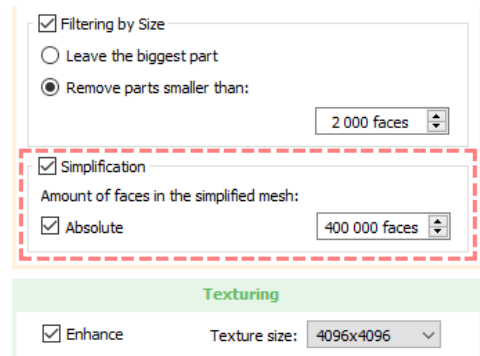 Filtering by Size
Leave the biggest part
Remove parts smaller than:
2 000 faces
Simplification
Amount of faces in the simplified mesh:
Absolute
400 000 faces
Texturing
Enhance
Texture size:
4096x4096